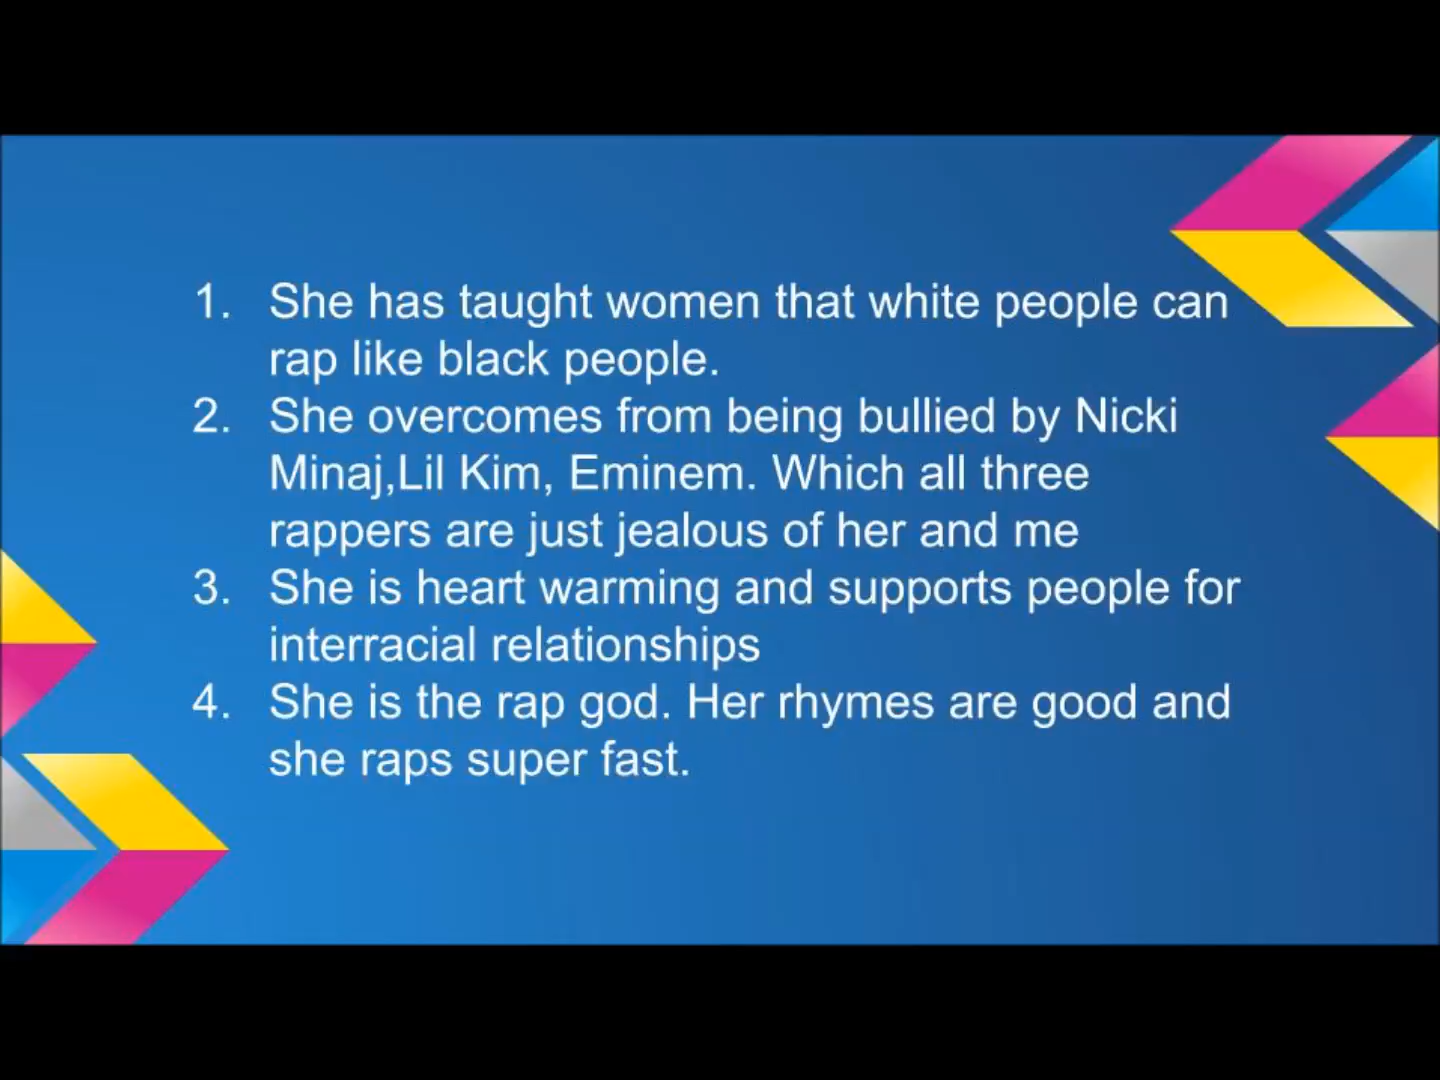 1. She has taught women that white people can
rap like black people.
2. She overcomes from being bullied by Nicki
Minaj,Lil Kim, Eminem. Which all three
rappers are just jealous of her and me
3. She is heart warming and supports people for
interracial relationships
4. She is the rap god. Her rhymes are good and
she raps super fast.